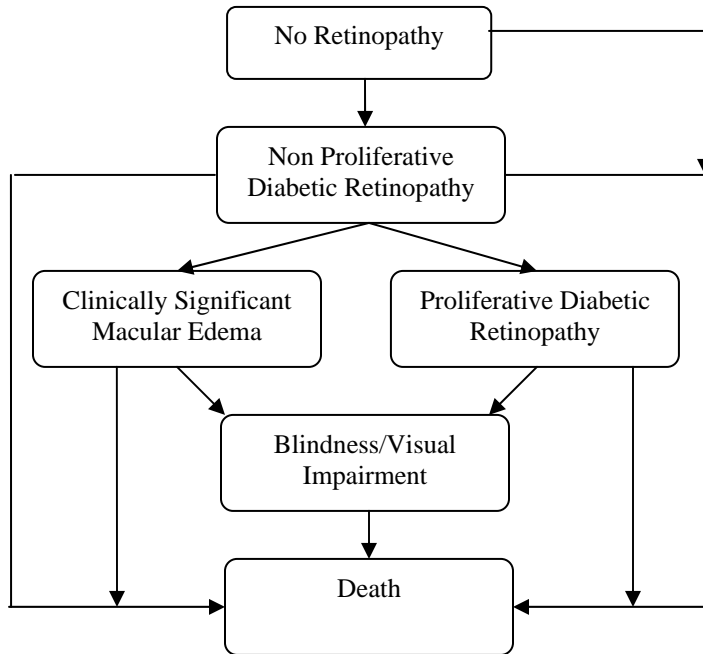 No Retinopathy
Non Proliferative
Diabetic Retinopathy
Clinically Significant
Macular Edema
Proliferative Diabetic
Retinopathy
Blindness/Visual
Impairment
Death